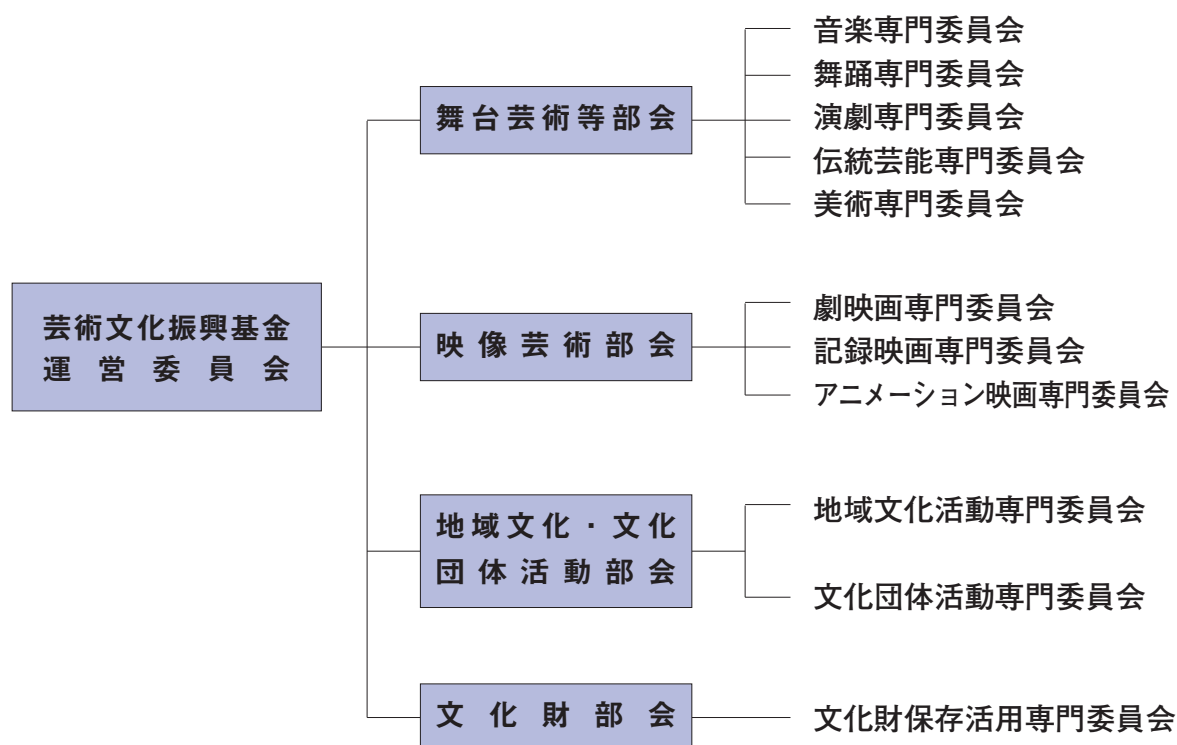 芸術文化振興基金
運営委員会
舞台芸術等部会
音楽専門委員会
舞踊専門委員会
演劇専門委員会
伝統芸能専門委員会
美術専門委員会
映像芸術部会
劇映画専門委員会
記録映画専門委員会
アニメーション映画専門委員会
地域文化・文化
団体活動部会
地域文化活動専門委員会
文化団体活動専門委員会
文化財部会
文化財保存活用専門委員会